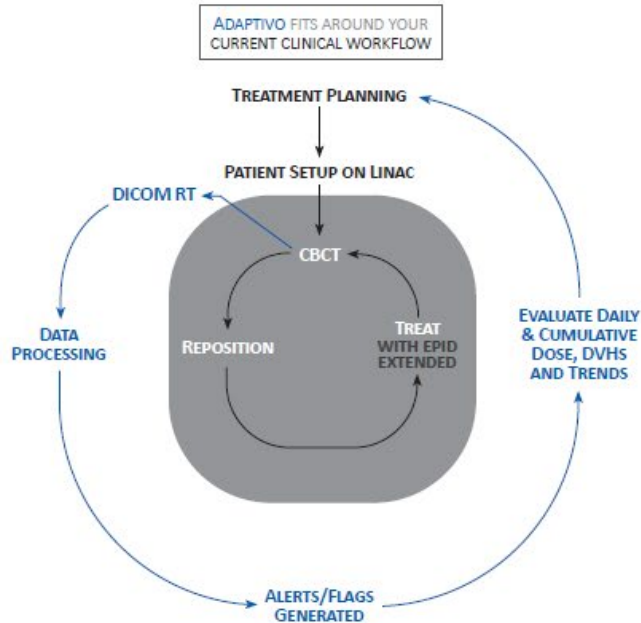 ADAPTIVO FITS AROUND YOUR
CURRENT CLINICAL WORKFLOW
TREATMENT PLANNING
PATIENT SETUP ON LINAC
DICOM RT
CBCT
DATA
PROCESSING
REPOSITION
TREAT
WITH EPID
EXTENDED
EVALUATE DAILY
& CUMULATIVE
DOSE, DVHS
AND TRENDS
ALERTS/FLAGS
GENERATED